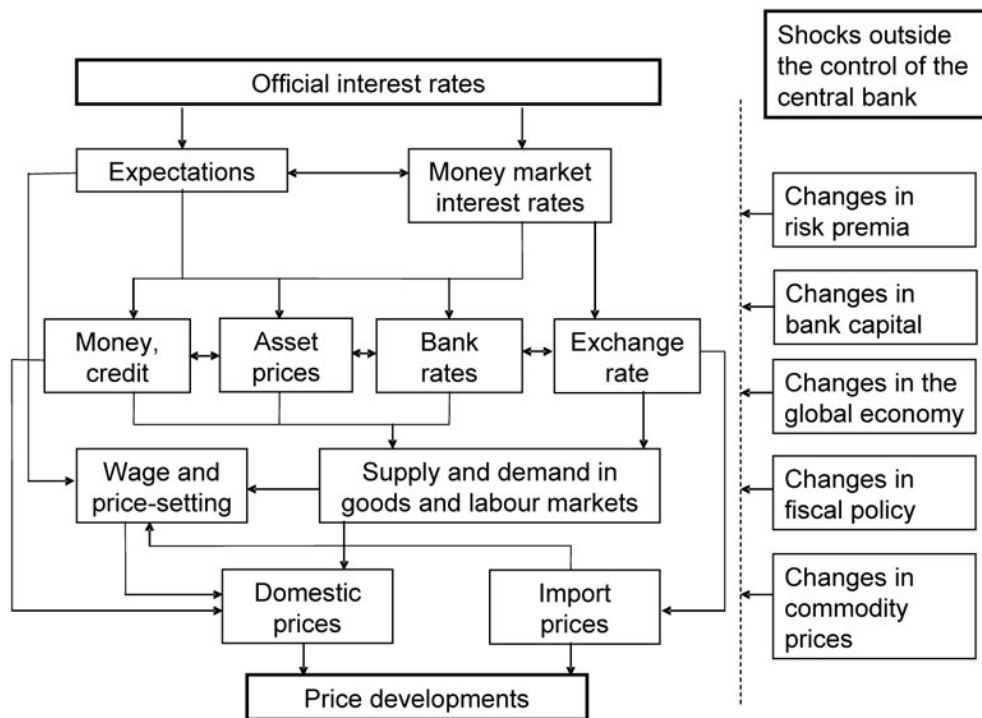 Shocks outside
the control of the
central bank
Official interest rates
Expectations
Money market
interest rates
Changes in
risk premia
Changes in
bank capital
Money,
credit
Asset
prices
Bank
rates
Exchange
rate
Changes in the
global economy
Wage and
price-setting
Supply and demand in
goods and labour markets
Changes in
fiscal policy
Domestic
prices
Import
prices
Changes in
commodity
prices
Price developments